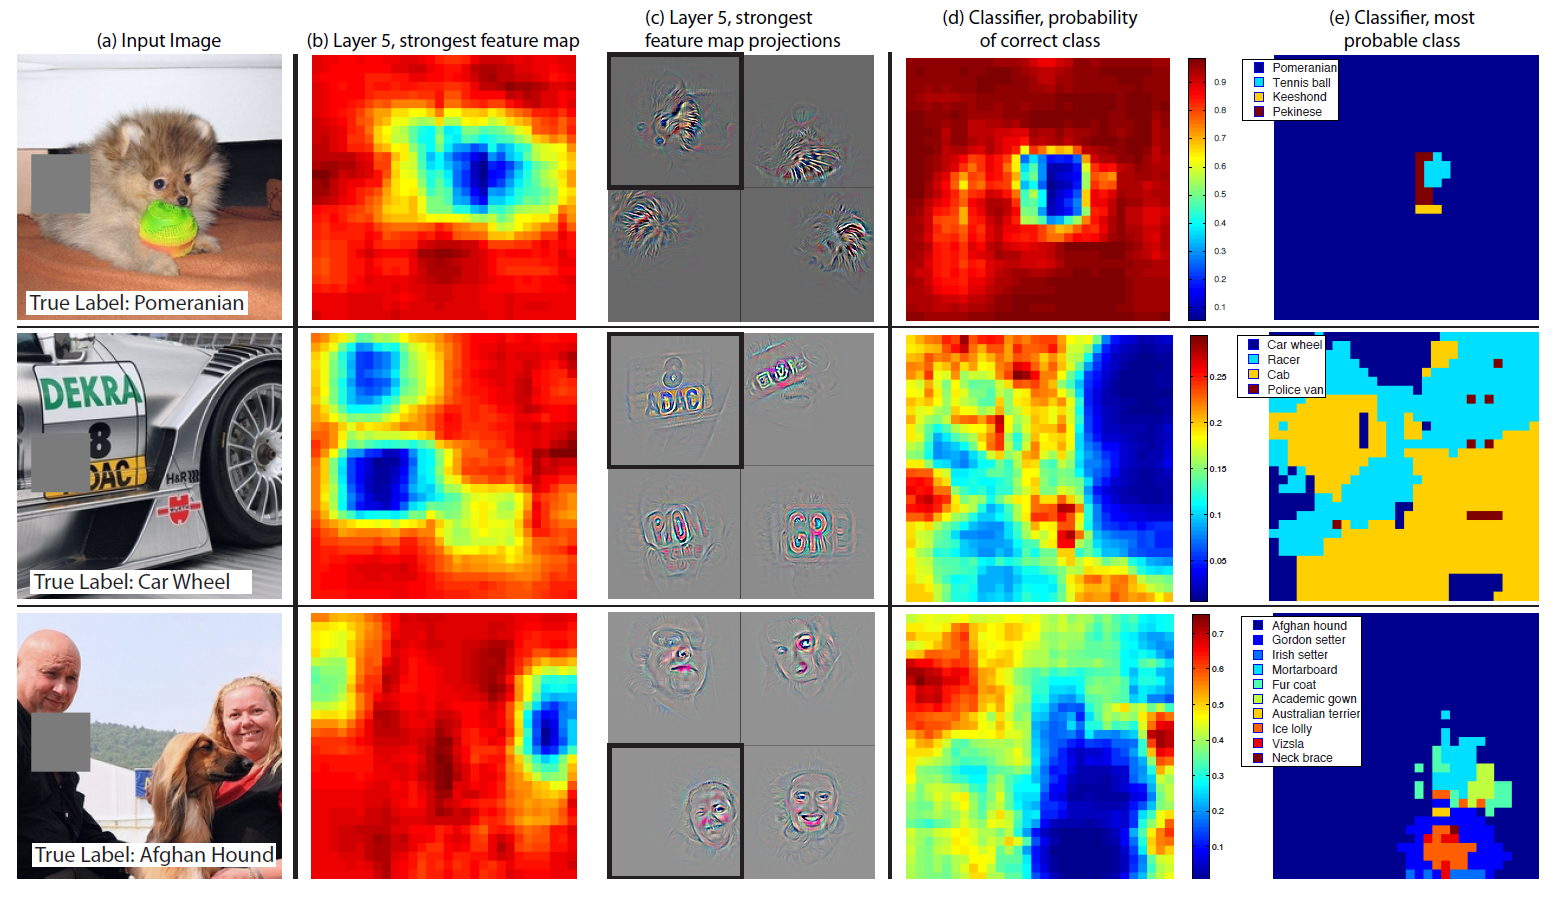 (a) Input Image
(b) Layer 5, strongest feature map
(c) Layer 5, strongest
feature map projections
(d) Classifier, probability
of correct class
(e) Classifier, most
probable class
True Label: Pomeranian
0.9
0.8
0.7
0.6
0.5
0.4
0.3
0.2
0.1
Pomeranian
Tennis ball
Keeshond
Pekinese
DEKRA
8
ADAC
H&R
True Label: Car Wheel
ADAC
GR
0.25
0.2
0.15
0.1
0.05
Car wheel
Racer
Cab
Police van
True Label: Afghan Hound
0.7
0.6
0.5
0.4
0.3
0.2
0.1
Afghan hound
Gordon setter
Irish setter
Mortarboard
Fur coat
Academic gown
Australian terrier
Ice lolly
Vizsla
Neck brace